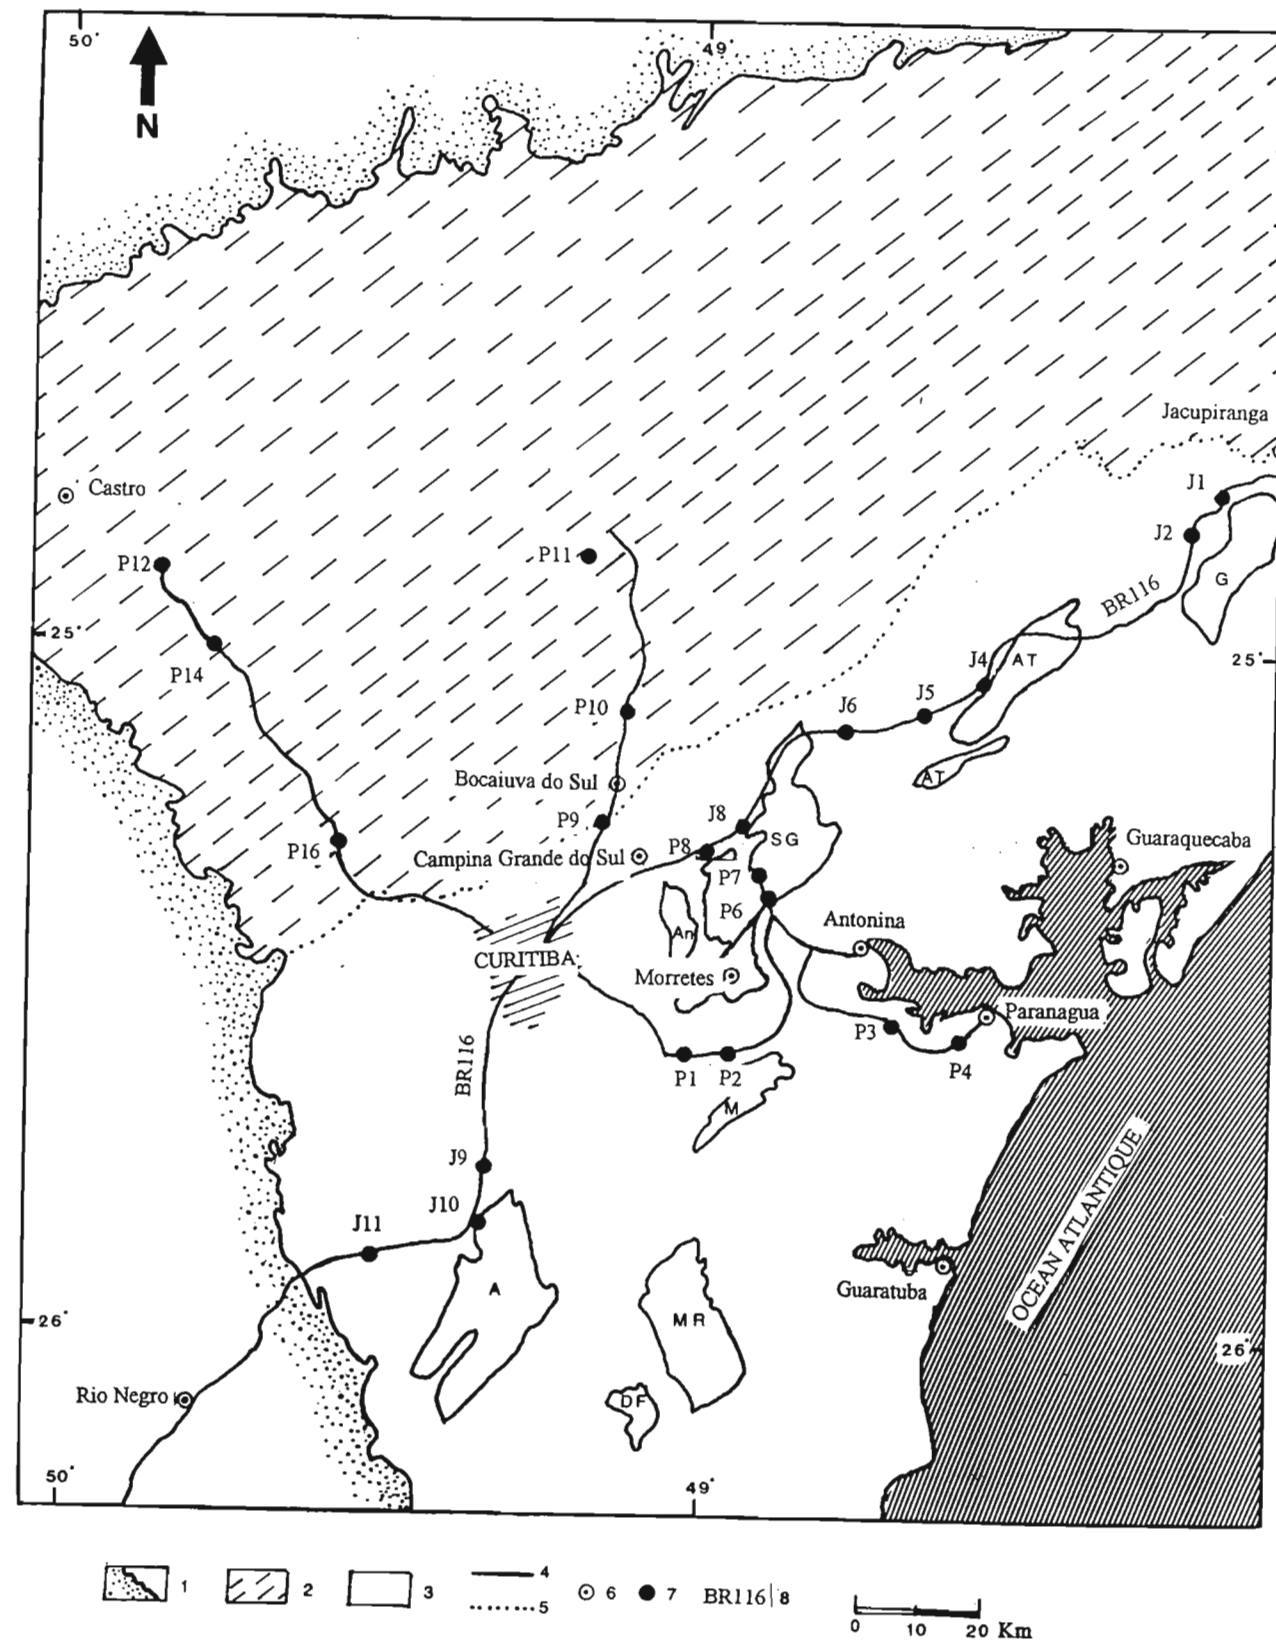 50°
49°
N
Jacupiranga
Castro
J1
J2
P12
P11
G
BR116
25°
25°
P14
J4
AT
P10
J5
J6
Bocaiuva do Sul
AT
P9
J8
Guaraquecaba
P16
P8
SG
Campina Grande do Sul
P7
P6
Antonina
An
CURITIBA
Morretes
Paranagua
P3
P4
P1
P2
BR116
M
J9
J10
J11
OCEAN ATLANTIQUE
A
Guaratuba
MR
26°
26°
Rio Negro
DF
50°
49°
1
2
3
4
5
6
7
BR116 8
0 10 20 Km